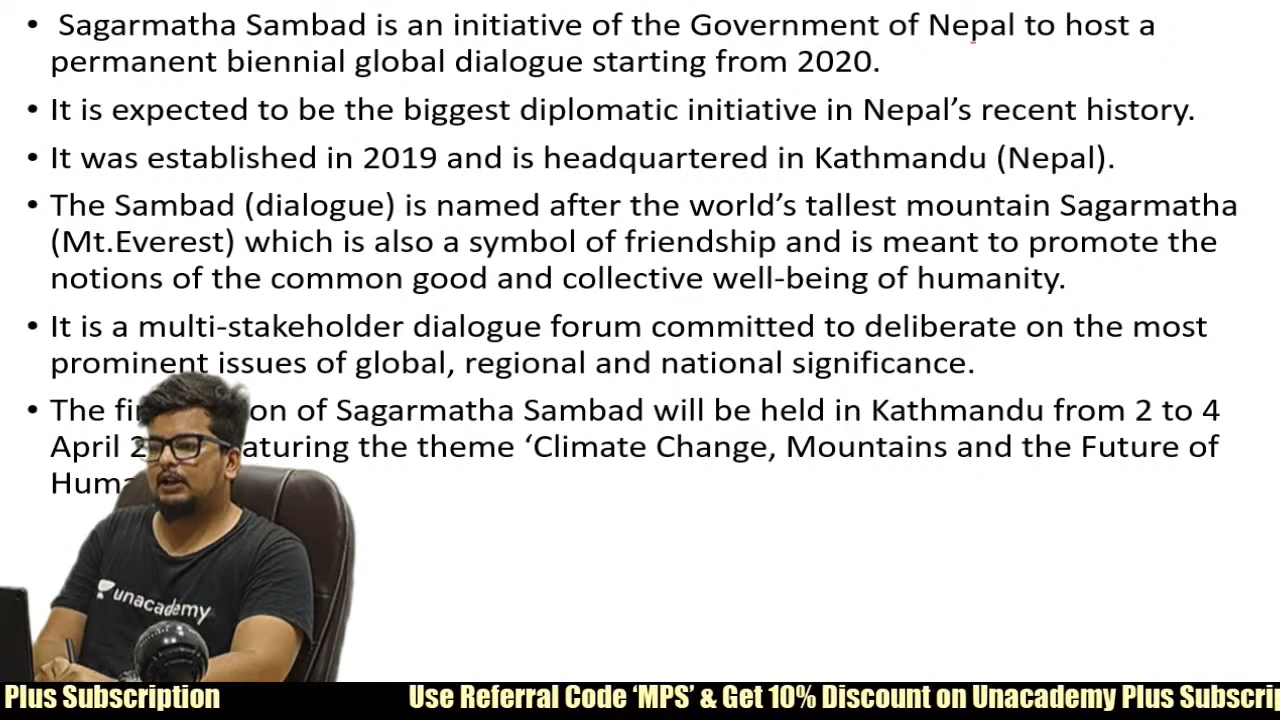 • Sagarmatha Sambad is an initiative of the Government of Nepal to host a
permanent biennial global dialogue starting from 2020.
• It is expected to be the biggest diplomatic initiative in Nepal’s recent history.
• It was established in 2019 and is headquartered in Kathmandu (Nepal).
• The Sambad (dialogue) is named after the world’s tallest mountain Sagarmatha
(Mt.Everest) which is also a symbol of friendship and is meant to promote the
notions of the common good and collective well-being of humanity.
• It is a multi-stakeholder dialogue forum committed to deliberate on the most
prominent issues of global, regional and national significance.
• The of Sagarmatha Sambad will be held in Kathmandu from 2 to 4
April the theme ‘Climate Change, Mountains and the Future of
unacademy
Plus Subscription Use Referral Code ‘MPS’ & Get 10% Discount on Unacademy Plus